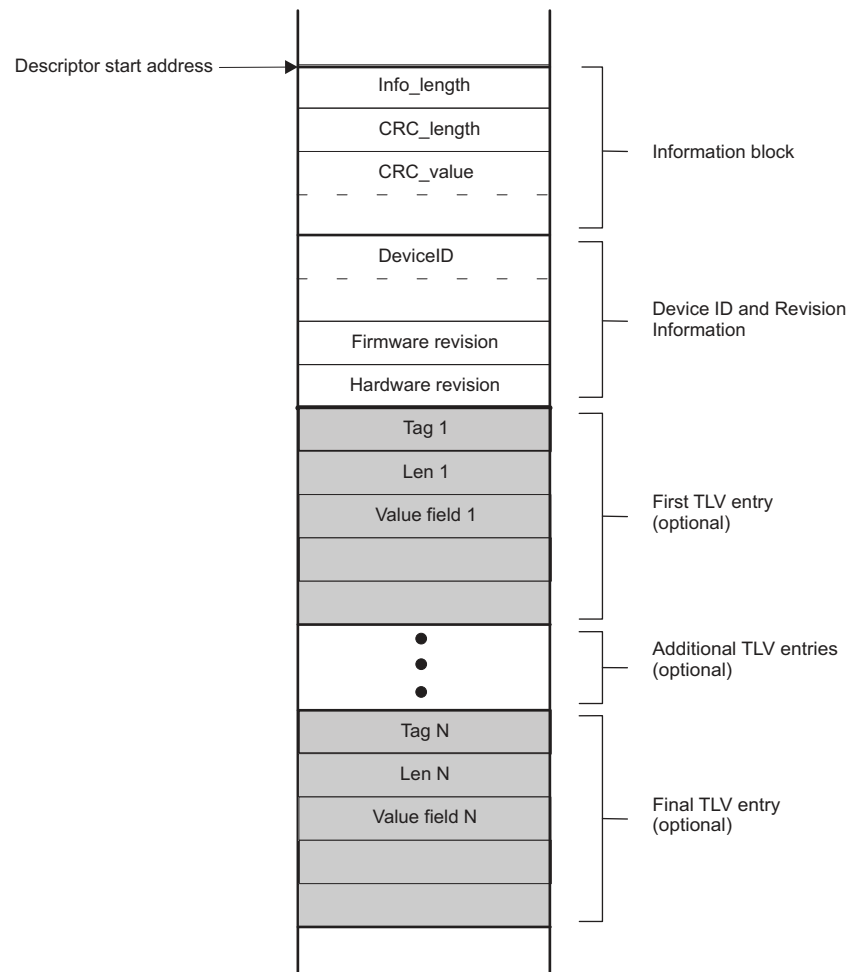 Descriptor start address
Info_length
CRC_length
CRC_value
Information block
DeviceID
Firmware revision
Hardware revision
Device ID and Revision
Information
Tag 1
Len 1
Value field 1
First TLV entry
(optional)
Additional TLV entries
(optional)
Tag N
Len N
Value field N
Final TLV entry
(optional)